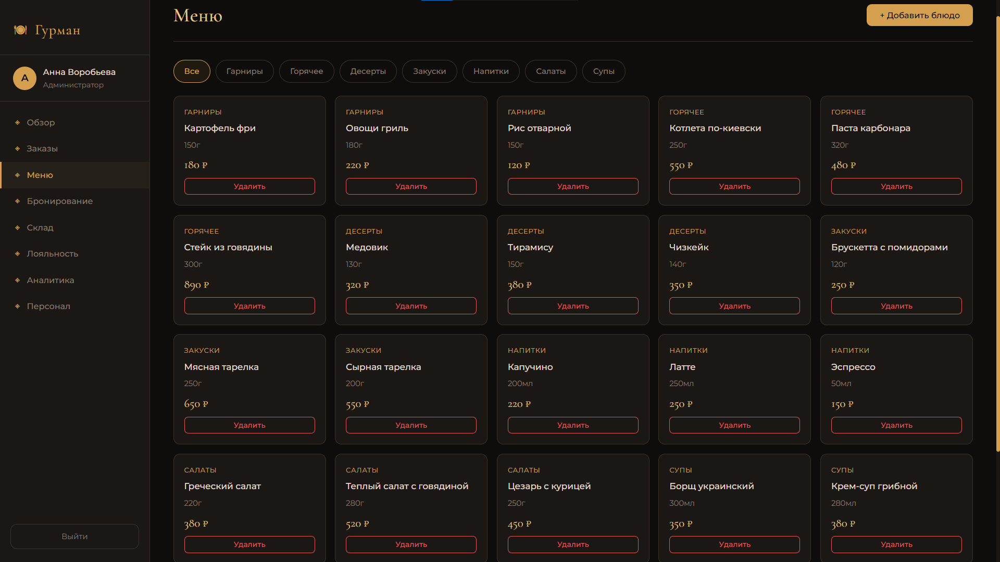 Гурман
А
Анна Воробьева
Администратор
Обзор
Заказы
Меню
Бронирование
Склад
Лояльность
Аналитика
Персонал
Выйти
Меню
+ Добавить блюдо
Все
Гарниры
Горячее
Десерты
Закуски
Напитки
Салаты
Супы
ГАРНИРЫ
Картофель фри
150г
180 ₽
Удалить
ГАРНИРЫ
Овощи гриль
180г
220 ₽
Удалить
ГАРНИРЫ
Рис отварной
150г
120 ₽
Удалить
ГОРЯЧЕЕ
Котлета по-киевски
250г
550 ₽
Удалить
ГОРЯЧЕЕ
Паста карбонара
320г
480 ₽
Удалить
ГОРЯЧЕЕ
Стейк из говядины
300г
890 ₽
Удалить
ДЕСЕРТЫ
Медовик
130г
320 ₽
Удалить
ДЕСЕРТЫ
Тирамису
150г
380 ₽
Удалить
ДЕСЕРТЫ
Чизкейк
140г
350 ₽
Удалить
ЗАКУСКИ
Брускетта с помидорами
120г
250 ₽
Удалить
ЗАКУСКИ
Мясная тарелка
250г
650 ₽
Удалить
ЗАКУСКИ
Сырная тарелка
200г
550 ₽
Удалить
НАПИТКИ
Капучино
200мл
220 ₽
Удалить
НАПИТКИ
Латте
250мл
250 ₽
Удалить
НАПИТКИ
Эспрессо
50мл
150 ₽
Удалить
САЛАТЫ
Греческий салат
220г
380 ₽
Удалить
САЛАТЫ
Теплый салат с говядиной
280г
520 ₽
Удалить
САЛАТЫ
Цезарь с курицей
250г
450 ₽
Удалить
СУПЫ
Борщ украинский
300мл
350 ₽
Удалить
СУПЫ
Крем-суп грибной
280мл
380 ₽
Удалить